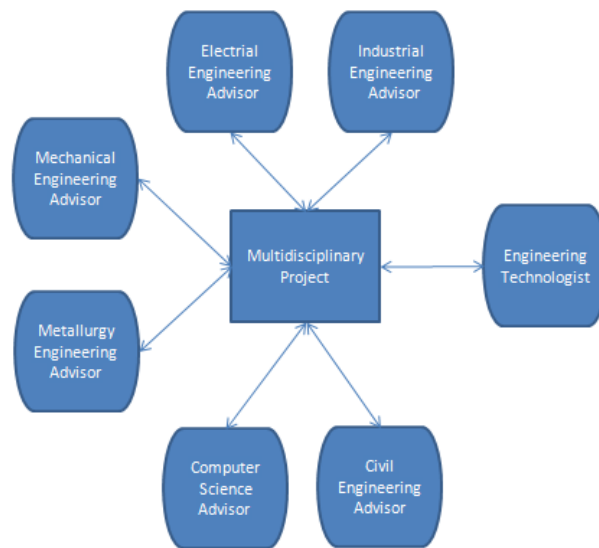 Electrial
Engineering
Advisor
Industrial
Engineering
Advisor
Mechanical
Engineering
Advisor
Multidisciplinary
Project
Engineering
Technologist
Metallurgy
Engineering
Advisor
Computer
Science
Advisor
Civil
Engineering
Advisor